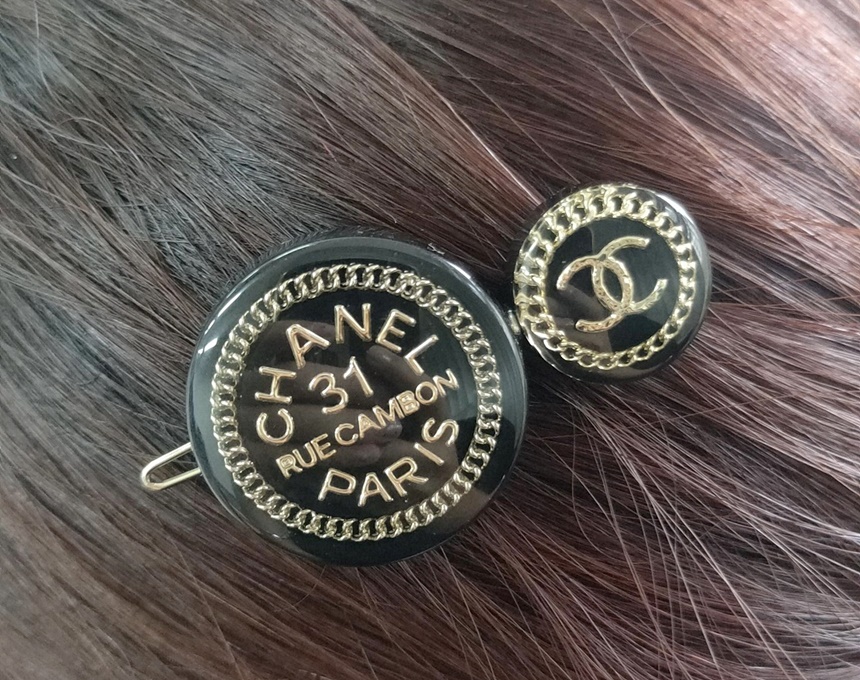 CHANEL
31
RUE CAMBON
PARIS